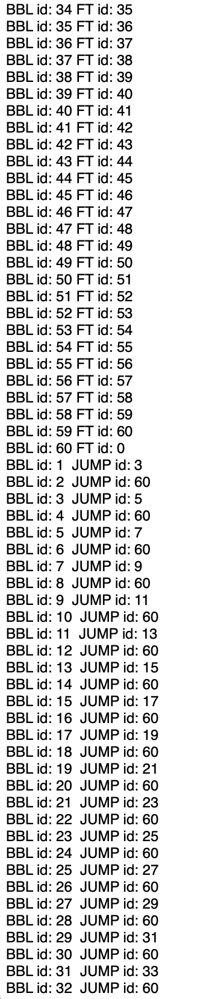 BBL id: 34 FT id: 35
BBL id: 35 FT id: 36
BBL id: 36 FT id: 37
BBL id: 37 FT id: 38
BBL id: 38 FT id: 39
BBL id: 39 FT id: 40
BBL id: 40 FT id: 41
BBL id: 41 FT id: 42
BBL id: 42 FT id: 43
BBL id: 43 FT id: 44
BBL id: 44 FT id: 45
BBL id: 45 FT id: 46
BBL id: 46 FT id: 47
BBL id: 47 FT id: 48
BBL id: 48 FT id: 49
BBL id: 49 FT id: 50
BBL id: 50 FT id: 51
BBL id: 51 FT id: 52
BBL id: 52 FT id: 53
BBL id: 53 FT id: 54
BBL id: 54 FT id: 55
BBL id: 55 FT id: 56
BBL id: 56 FT id: 57
BBL id: 57 FT id: 58
BBL id: 58 FT id: 59
BBL id: 59 FT id: 60
BBL id: 60 FT id: 0
BBL id: 1  JUMP id: 3
BBL id: 2  JUMP id: 60
BBL id: 3  JUMP id: 5
BBL id: 4  JUMP id: 60
BBL id: 5  JUMP id: 7
BBL id: 6  JUMP id: 60
BBL id: 7  JUMP id: 9
BBL id: 8  JUMP id: 60
BBL id: 9  JUMP id: 11
BBL id: 10  JUMP id: 60
BBL id: 11  JUMP id: 13
BBL id: 12  JUMP id: 60
BBL id: 13  JUMP id: 15
BBL id: 14  JUMP id: 60
BBL id: 15  JUMP id: 17
BBL id: 16  JUMP id: 60
BBL id: 17  JUMP id: 19
BBL id: 18  JUMP id: 60
BBL id: 19  JUMP id: 21
BBL id: 20  JUMP id: 60
BBL id: 21  JUMP id: 23
BBL id: 22  JUMP id: 60
BBL id: 23  JUMP id: 25
BBL id: 24  JUMP id: 60
BBL id: 25  JUMP id: 27
BBL id: 26  JUMP id: 60
BBL id: 27  JUMP id: 29
BBL id: 28  JUMP id: 60
BBL id: 29  JUMP id: 31
BBL id: 30  JUMP id: 60
BBL id: 31  JUMP id: 33
BBL id: 32  JUMP id: 60